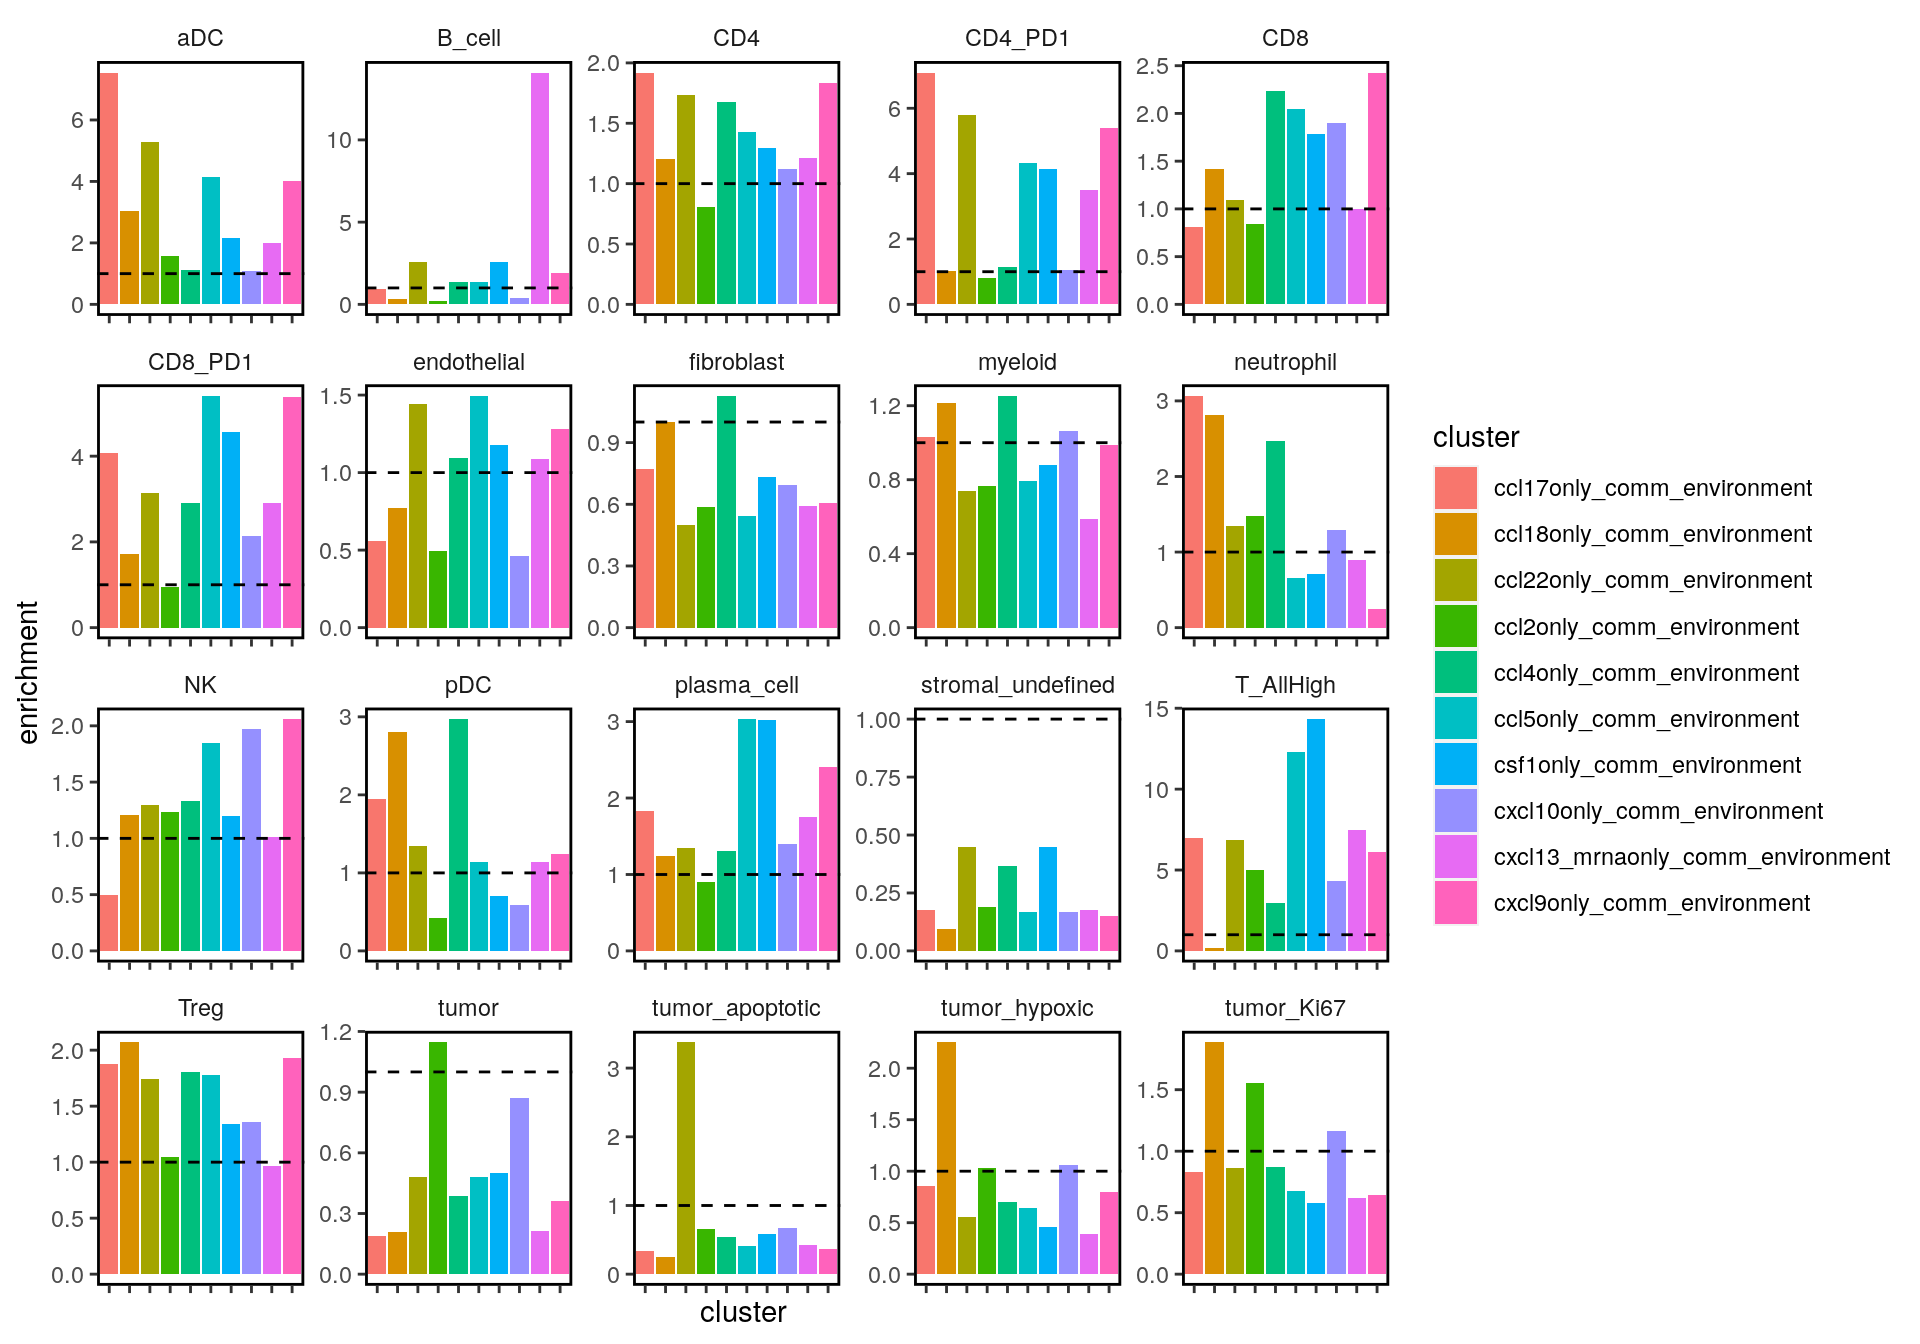 aDC
B_cell
CD4
CD4_PD1
CD8
6
4
2
0
10
5
0
2.0
1.5
1.0
0.5
0.0
6
4
2
0
2.5
2.0
1.5
1.0
0.5
0.0
CD8_PD1
endothelial
fibroblast
myeloid
neutrophil
4
2
0
1.5
1.0
0.5
0.0
0.9
0.6
0.3
0.0
1.2
0.8
0.4
0.0
3
2
1
0
NK
pDC
plasma_cell
stromal_undefined
T_AllHigh
2.0
1.5
1.0
0.5
0.0
3
2
1
0
3
2
1
0
1.00
0.75
0.50
0.25
0.00
15
10
5
0
Treg
tumor
tumor_apoptotic
tumor_hypoxic
tumor_Ki67
2.0
1.5
1.0
0.5
0.0
1.2
0.9
0.6
0.3
0.0
3
2
1
0
2.0
1.5
1.0
0.5
0.0
1.5
1.0
0.5
0.0
enrichment
cluster
cluster
ccl17only_comm_environment
ccl18only_comm_environment
ccl22only_comm_environment
ccl2only_comm_environment
ccl4only_comm_environment
ccl5only_comm_environment
csf1only_comm_environment
cxcl10only_comm_environment
cxcl13_mrnaonly_comm_environment
cxcl9only_comm_environment